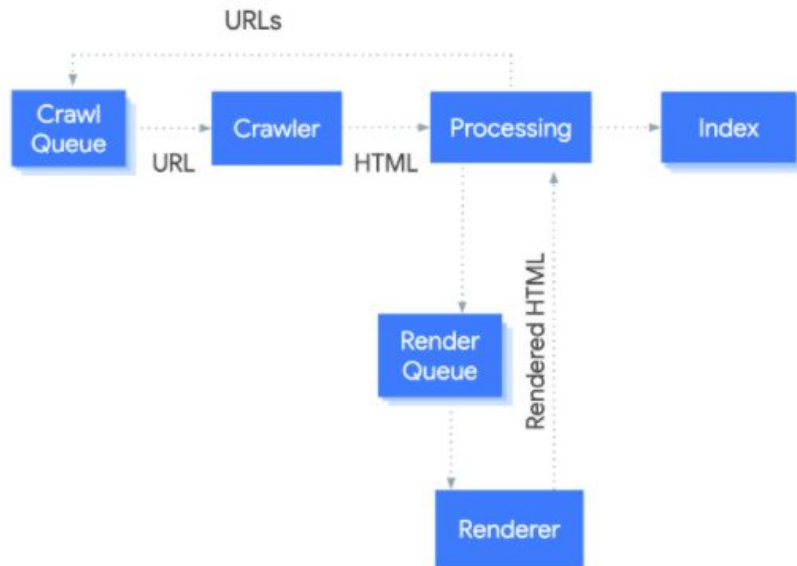 URLs
Crawl
Queue
Crawler
Processing
Index
URL
HTML
Render
Queue
Rendered HTML
Renderer